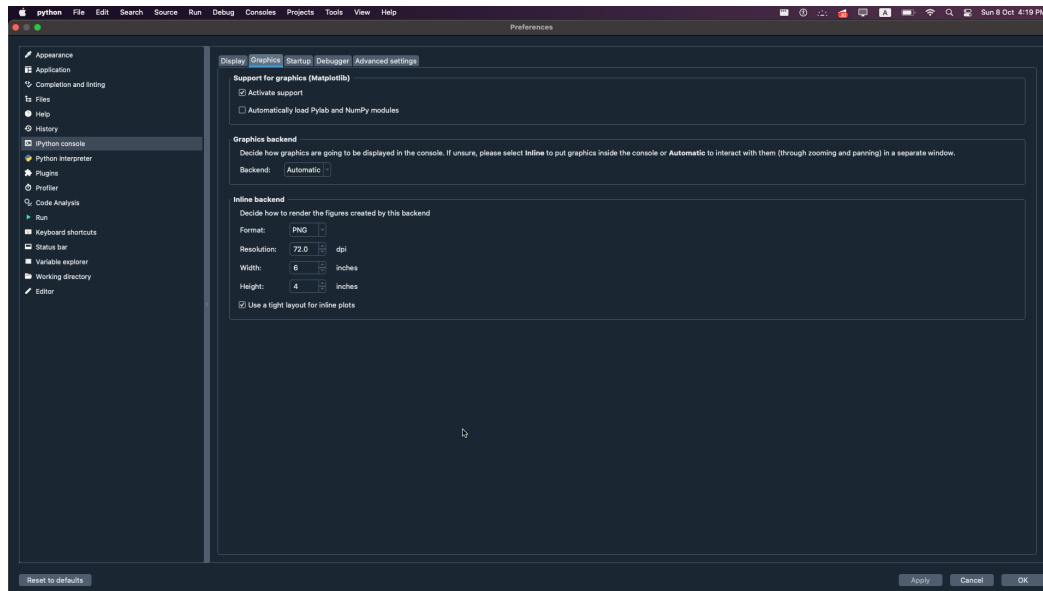 python File Edit Search Source Run Debug Consoles Projects Tools View Help A Sun 8 Oct 4:19 PM
Preferences
Appearance
Application
Completion and linting
Files
Help
History
IPython console
Python interpreter
Plugins
Profiler
Code Analysis
Run
Keyboard shortcuts
Status bar
Variable explorer
Working directory
Editor
Display Graphics Startup Debugger Advanced settings
Support for graphics (Matplotlib)
Activate support
Automatically load Pylab and NumPy modules
Graphics backend
Decide how graphics are going to be displayed in the console. If unsure, please select Inline to put graphics inside the console or Automatic to interact with them (through zooming and panning) in a separate window.
Backend: Automatic
Inline backend
Decide how to render the figures created by this backend
Format: PNG
Resolution: 72.0 dpi
Width: 6 inches
Height: 4 inches
Use a tight layout for inline plots
Reset to defaults Apply Cancel OK